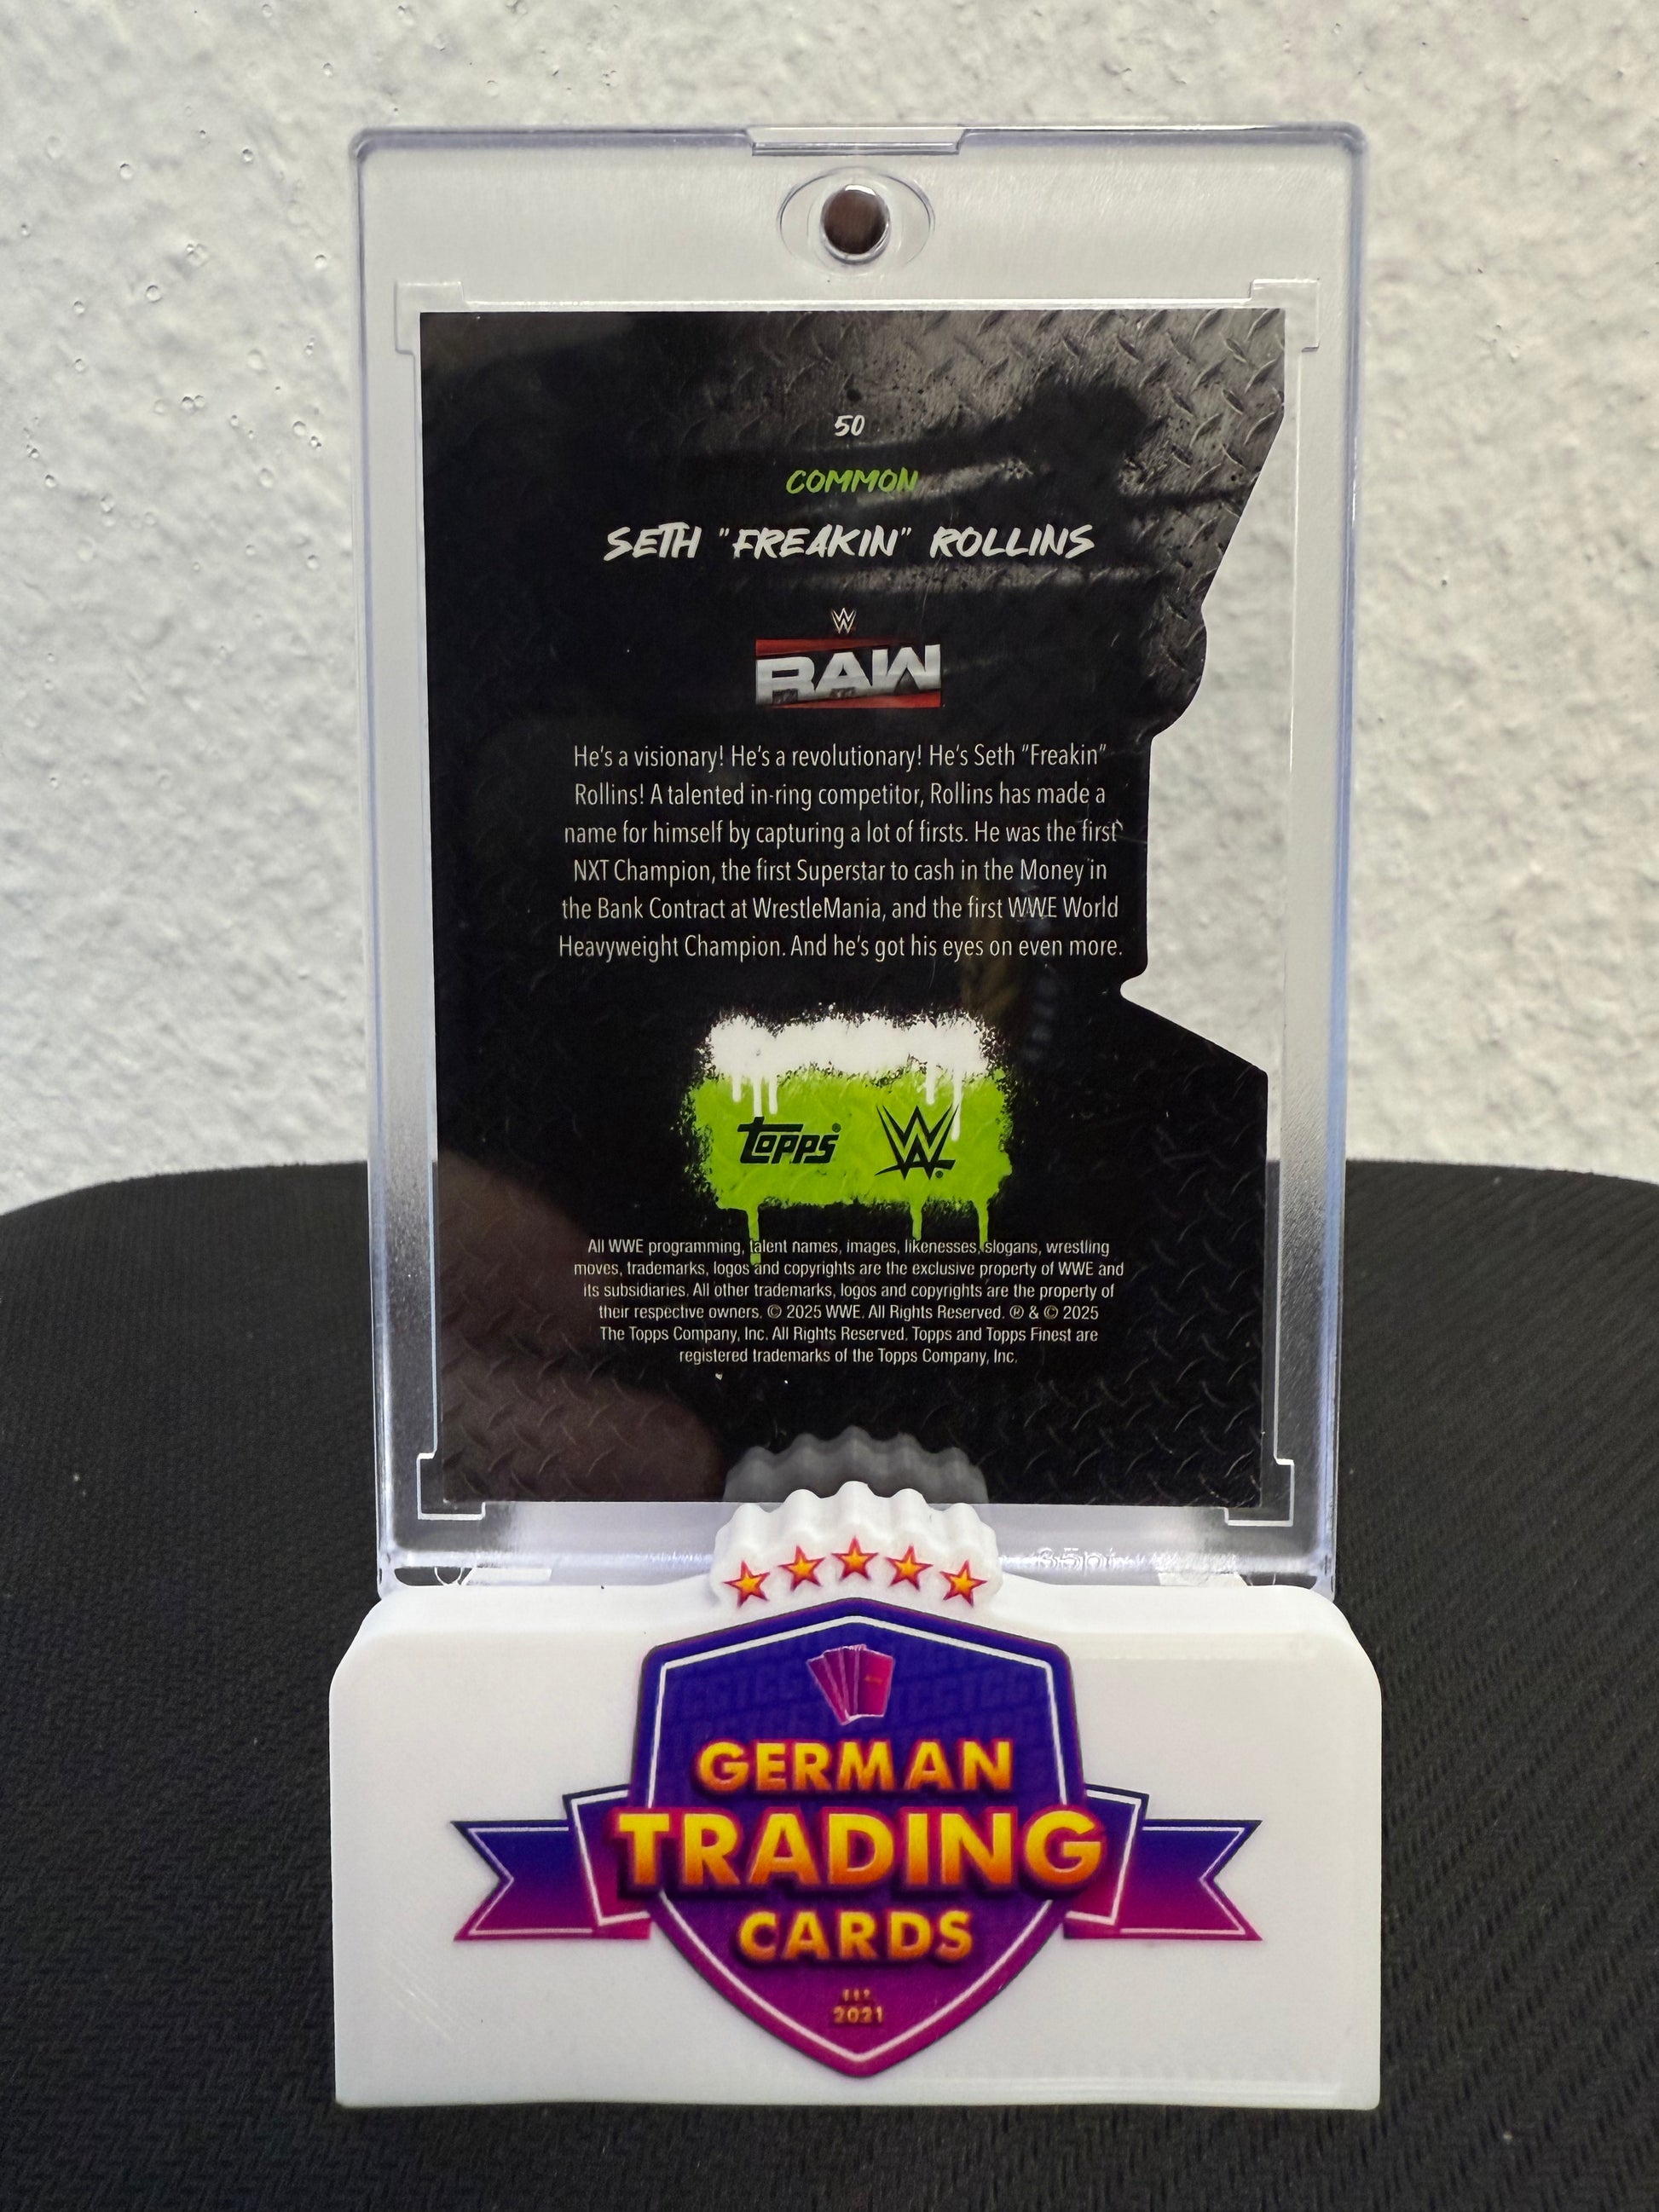 50
COMMON
SETH "FREAKIN" ROLLINS
W
RAW
He's a visionary! He's a revolutionary! He's Seth "Freakin"
Rollins! A talented in-ring competitor, Rollins has made a
name for himself by capturing a lot of firsts. He was the first
NXT Champion, the first Superstar to cash in the Money in
the Bank Contract at WrestleMania, and the first WWE World
Heavyweight Champion. And he's got his eyes on even more.
topps® W®
All WWE programming, talent names, images, likenesses, slogans, wrestling
moves, trademarks, logos and copyrights are the exclusive property of WWE and
its subsidiaries. All other trademarks, logos and copyrights are the property of
their respective owners. © 2025 WWE. All Rights Reserved. ® & © 2025
The Topps Company, Inc. All Rights Reserved. Topps and Topps Finest are
registered trademarks of the Topps Company, Inc.
35pt
GERMAN
TRADING
CARDS
EST.
2021